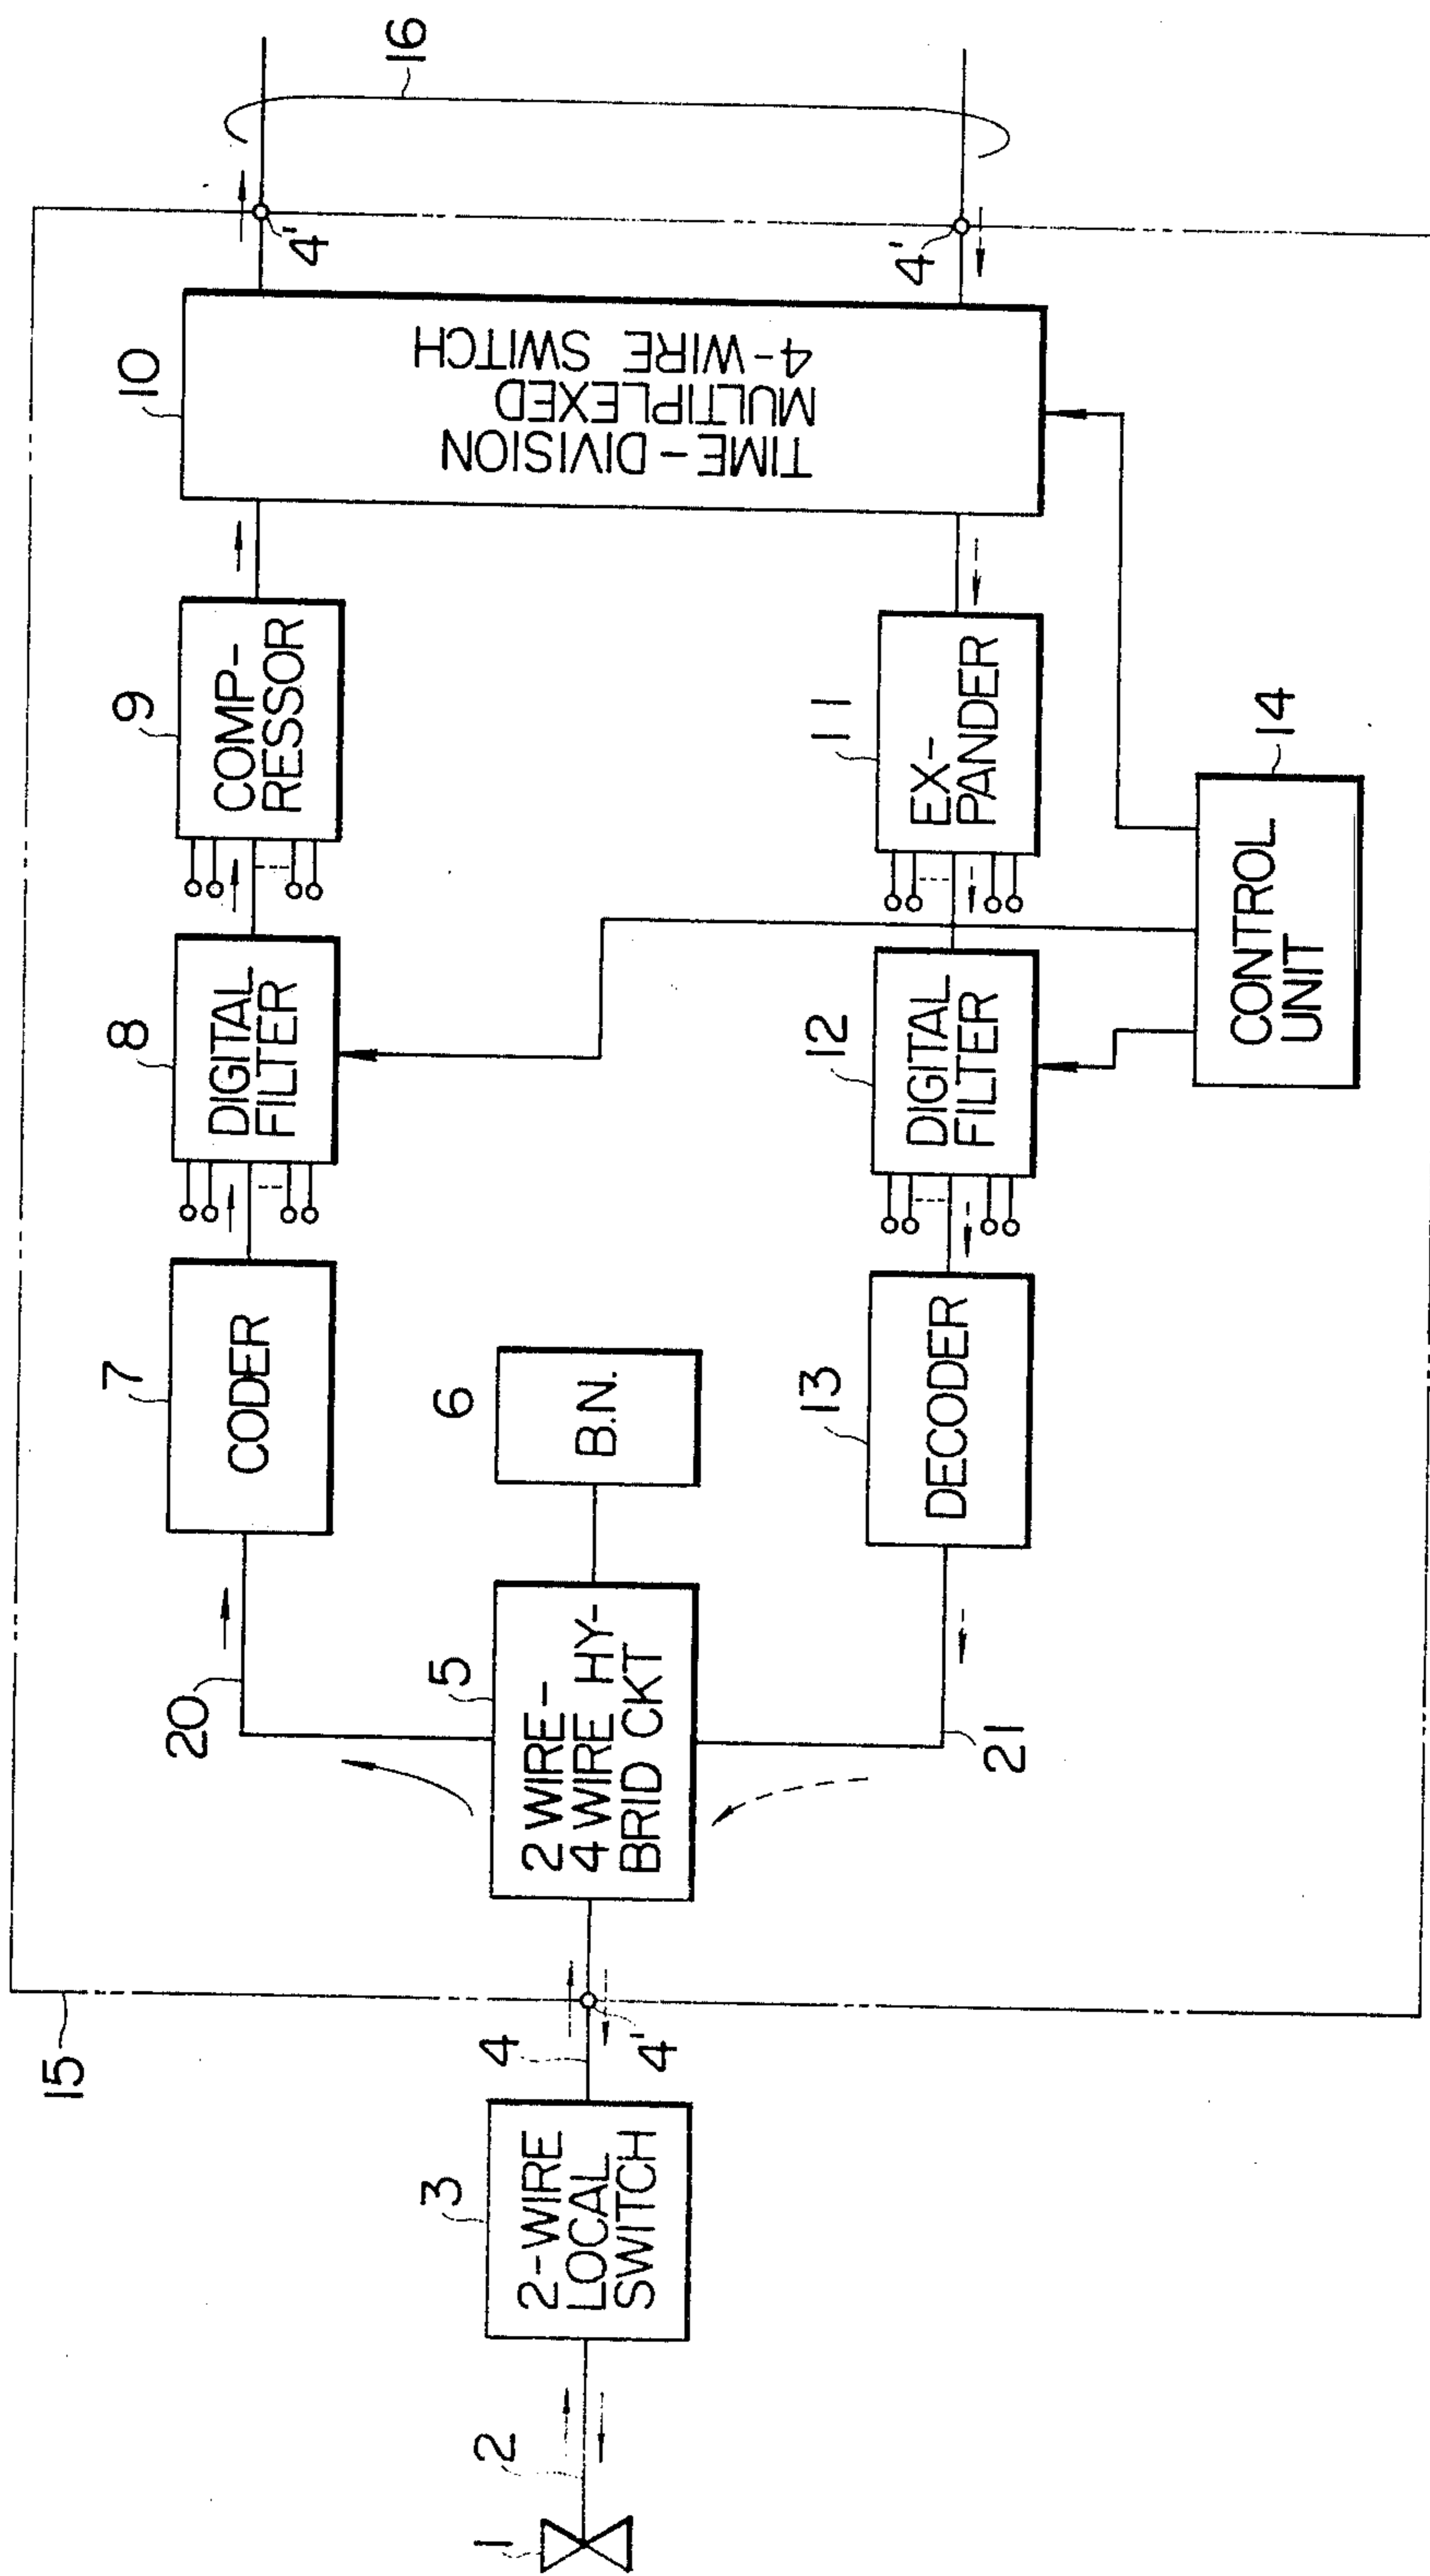 1
2
3
2-WIRE
LOCAL
SWITCH
4
4'
15
5
2 WIRE-
4 WIRE HY-
BRID CKT
6
B.N.
20
7
CODER
8
DIGITAL
FILTER
9
COMP-
RESSOR
10
TIME-DIVISION
MULTIPLEXED
4-WIRE SWITCH
4'
4'
16
11
EX-
PANDER
12
DIGITAL
FILTER
13
DECODER
21
14
CONTROL
UNIT